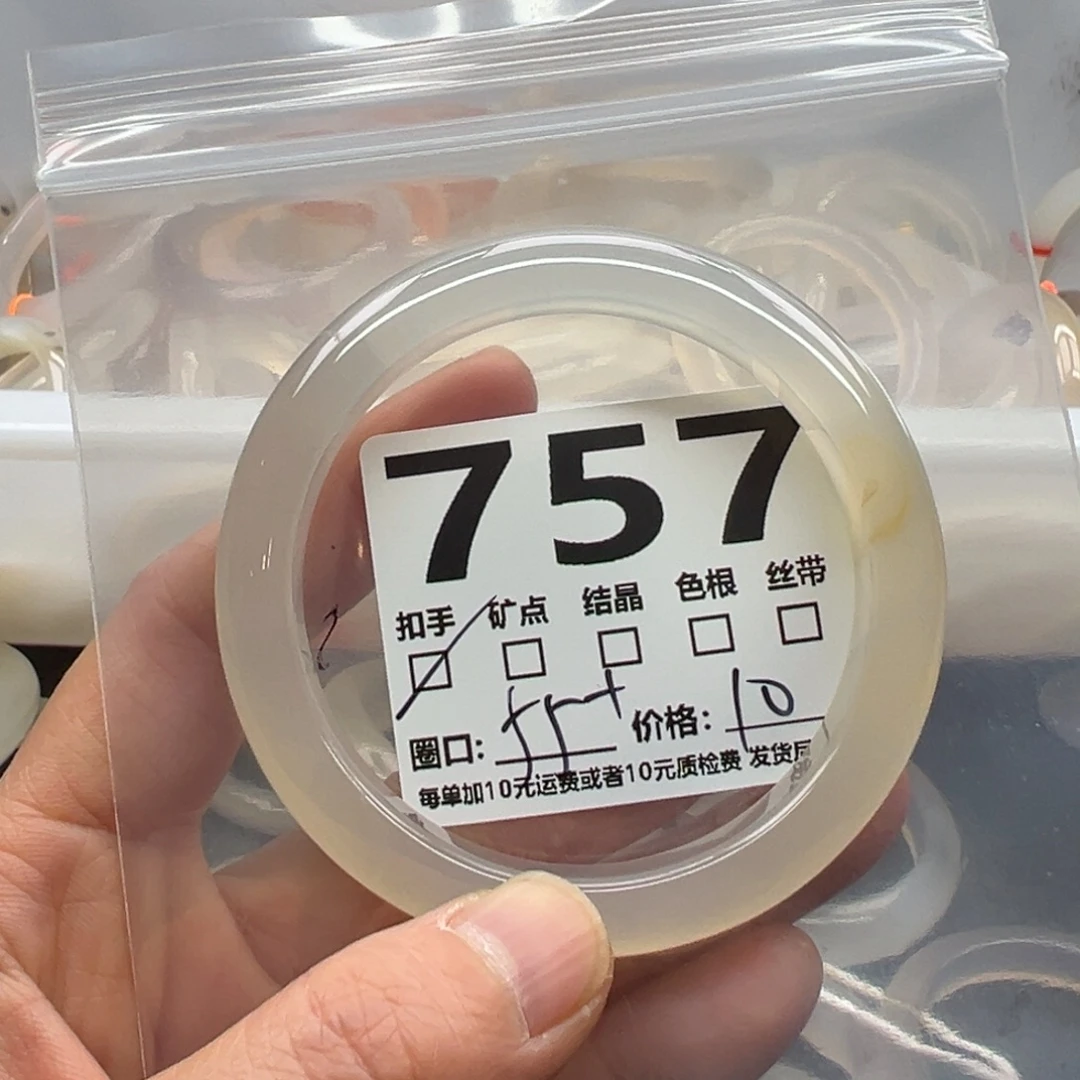 757
扣手 矿点 结晶 色根 丝带
圈口: 价格: 10
每单加10元运费或者10元质检费 发货后